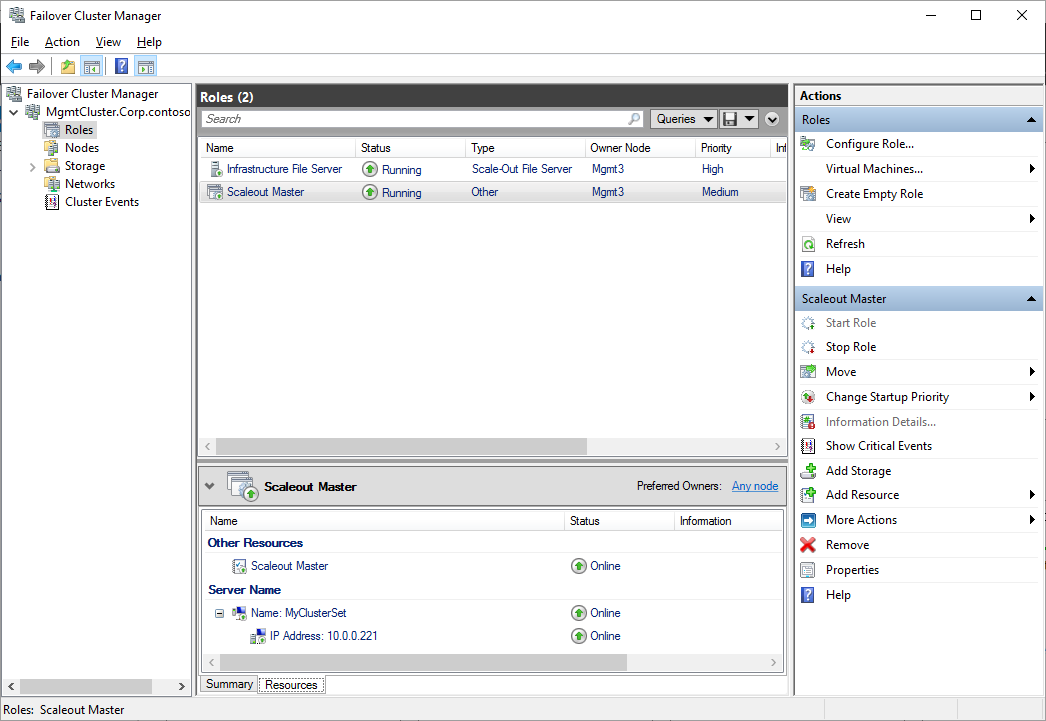 Failover Cluster Manager
File Action View Help
Failover Cluster Manager
MgmtCluster.Corp.contoso
Roles
Nodes
Storage
Networks
Cluster Events
Roles (2)
Search
Queries
Name Status Type Owner Node Priority Inf
Infrastructure File Server Running Scale-Out File Server Mgmt3 High
Scaleout Master Running Other Mgmt3 Medium
Scaleout Master Preferred Owners: Any node
Name Status Information
Other Resources
Scaleout Master Online
Server Name
Name: MyClusterSet Online
IP Address: 10.0.0.221 Online
Summary Resources
Actions
Roles
Configure Role...
Virtual Machines...
Create Empty Role
View
Refresh
Help
Scaleout Master
Start Role
Stop Role
Move
Change Startup Priority
Information Details...
Show Critical Events
Add Storage
Add Resource
More Actions
Remove
Properties
Help
Roles: Scaleout Master